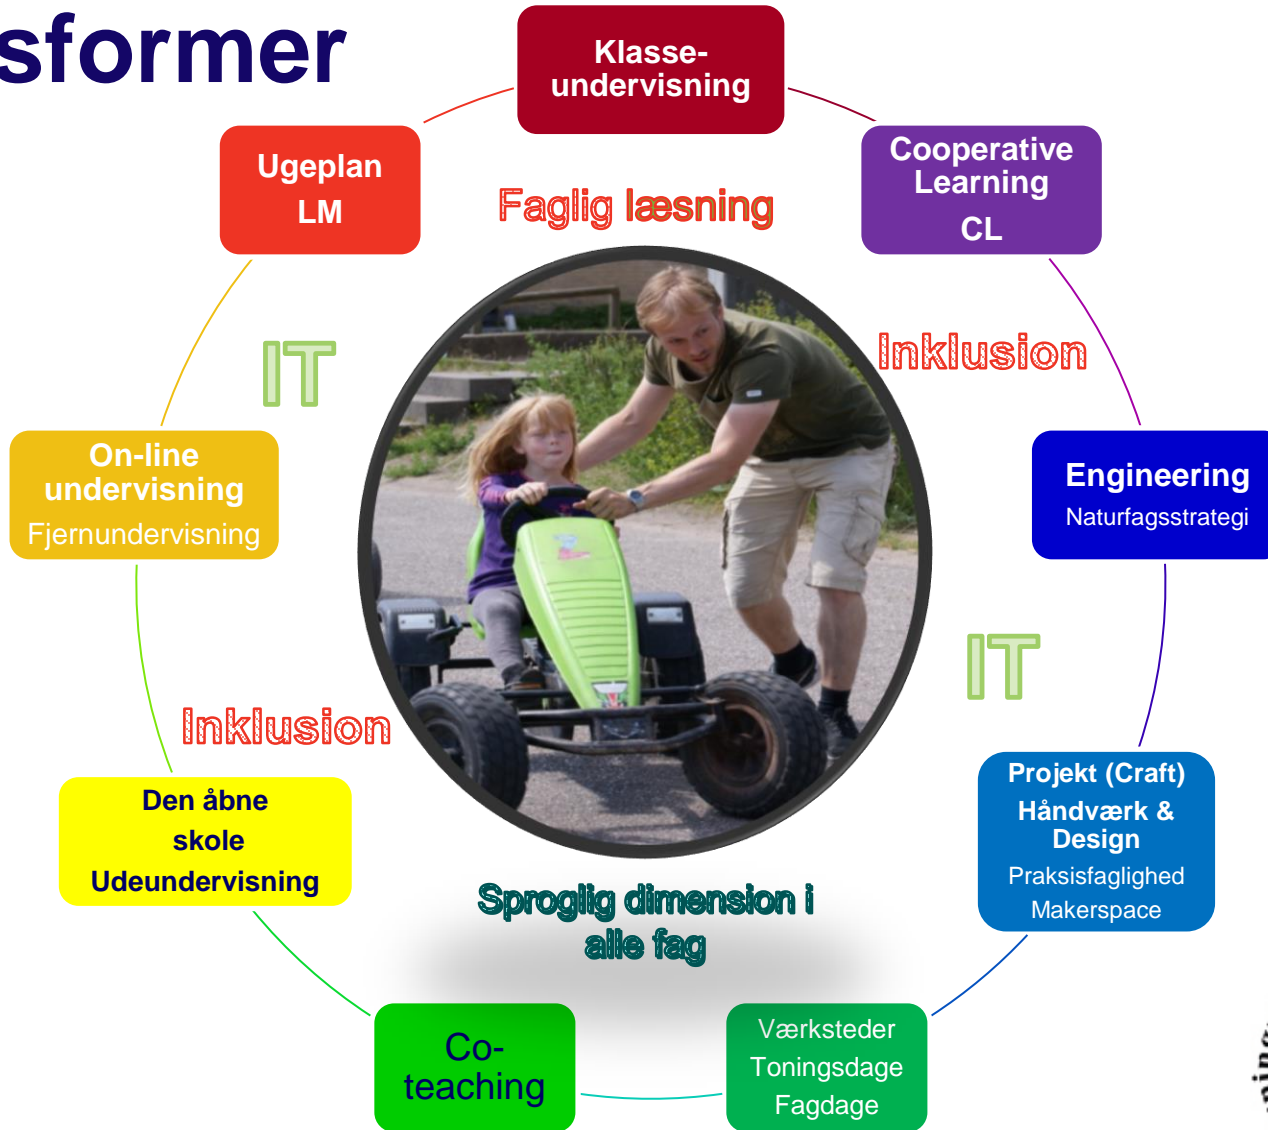 sformer
Klasse-
undervisning
Ugeplan
LM
Cooperative
Learning
CL
Faglig læsning
IT
Inklusion
On-line
undervisning
Fjernundervisning
Engineering
Naturfagsstrategi
IT
Inklusion
Den åbne
skole
Udeundervisning
Projekt (Craft)
Håndværk &
Design
Praksisfaglighed
Makerspace
Sproglig dimension i
alle fag
Co-
teaching
Værksteder
Toningsdage
Fagdage